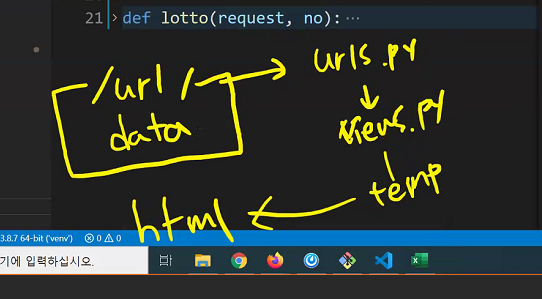 21 > def lotto(request, no): ...
/url/
data
urls.py
views.py
temp
html
3.8.7 64-bit ('venv') 0 0
기에 입력하십시오.